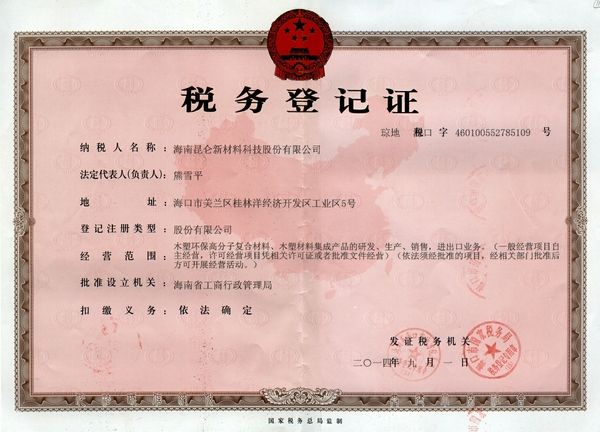 税务登记证
琼地 税口 字 460100552785109 号
纳税人名称：海南昆仑新材料科技股份有限公司
法定代表人(负责人)：熊雪平
地 址：海口市美兰区桂林洋经济开发区工业区5号
登记注册类型：股份有限公司
木塑环保高分子复合材料、木塑材料集成产品的研发、生产、销售，进出口业务。（一般经营项目自
经营范围：主经营，许可经营项目凭相关许可证或者批准文件经营）（依法须经批准的项目，经相关部门批准后
方可开展经营活动。）
批准设立机关：海南省工商行政管理局
扣缴义务：依法确定
发证税务机关
二〇一四年 九 月 一 日
国家税务总局监制